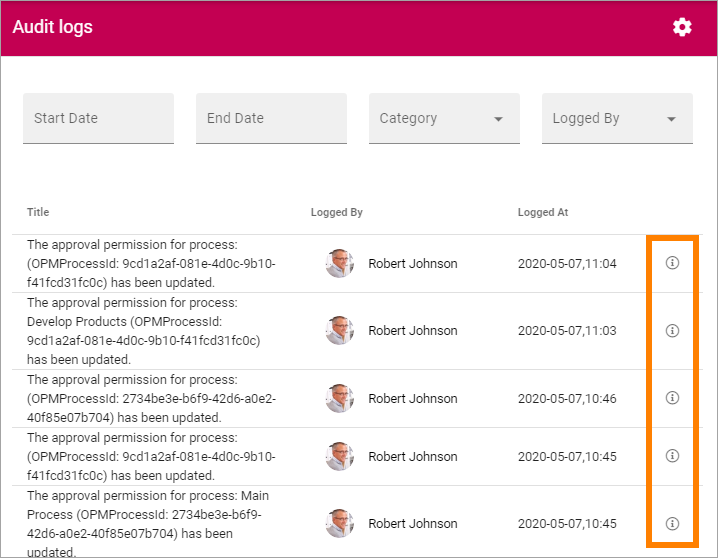 Audit logs
Start Date
End Date
Category
Logged By
Title
Logged By
Logged At
The approval permission for process:
(OPMProcessId: 9cd1a2af-081e-4d0c-9b10-
f41fcd31fc0c) has been updated.
Robert Johnson
2020-05-07,11:04
The approval permission for process:
Develop Products (OPMProcessId:
9cd1a2af-081e-4d0c-9b10-f41fcd31fc0c)
has been updated.
Robert Johnson
2020-05-07,11:03
The approval permission for process:
(OPMProcessId: 2734be3e-b6f9-42d6-a0e2-
40f85e07b704) has been updated.
Robert Johnson
2020-05-07,10:46
The approval permission for process:
(OPMProcessId: 9cd1a2af-081e-4d0c-9b10-
f41fcd31fc0c) has been updated.
Robert Johnson
2020-05-07,10:45
The approval permission for process: Main
Process (OPMProcessId: 2734be3e-b6f9-
42d6-a0e2-40f85e07b704) has been
updated.
Robert Johnson
2020-05-07,10:45